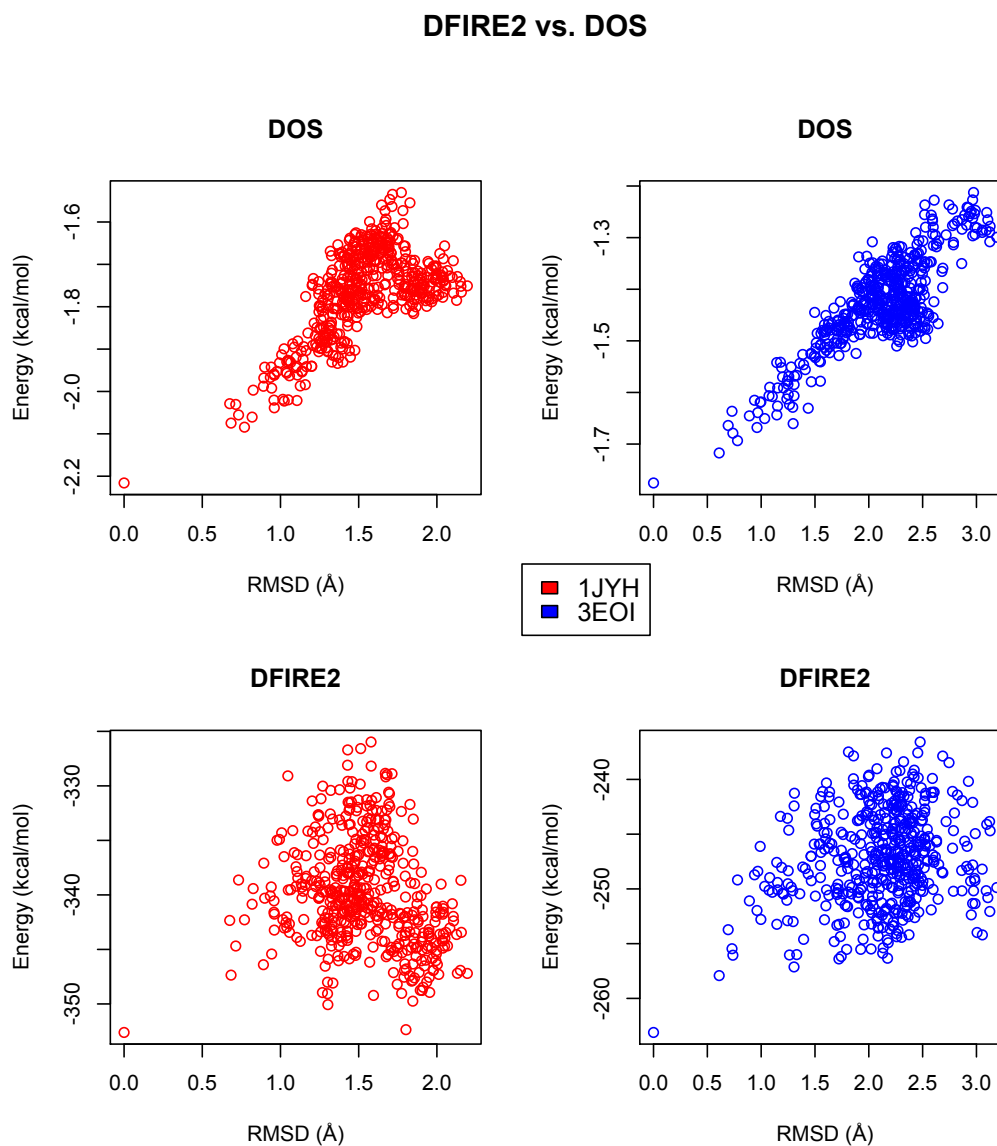 DFIRE2 vs. DOS
DOS
DOS
Energy (kcal/mol)
-1.6
-1.8
-2.0
-2.2
0.0 0.5 1.0 1.5 2.0
RMSD (Å)
Energy (kcal/mol)
-1.3
-1.5
-1.7
0.0 0.5 1.0 1.5 2.0 2.5 3.0
RMSD (Å)
1JYH
3EOI
DFIRE2
DFIRE2
Energy (kcal/mol)
-330
-340
-350
0.0 0.5 1.0 1.5 2.0
RMSD (Å)
Energy (kcal/mol)
-240
-250
-260
0.0 0.5 1.0 1.5 2.0 2.5 3.0
RMSD (Å)